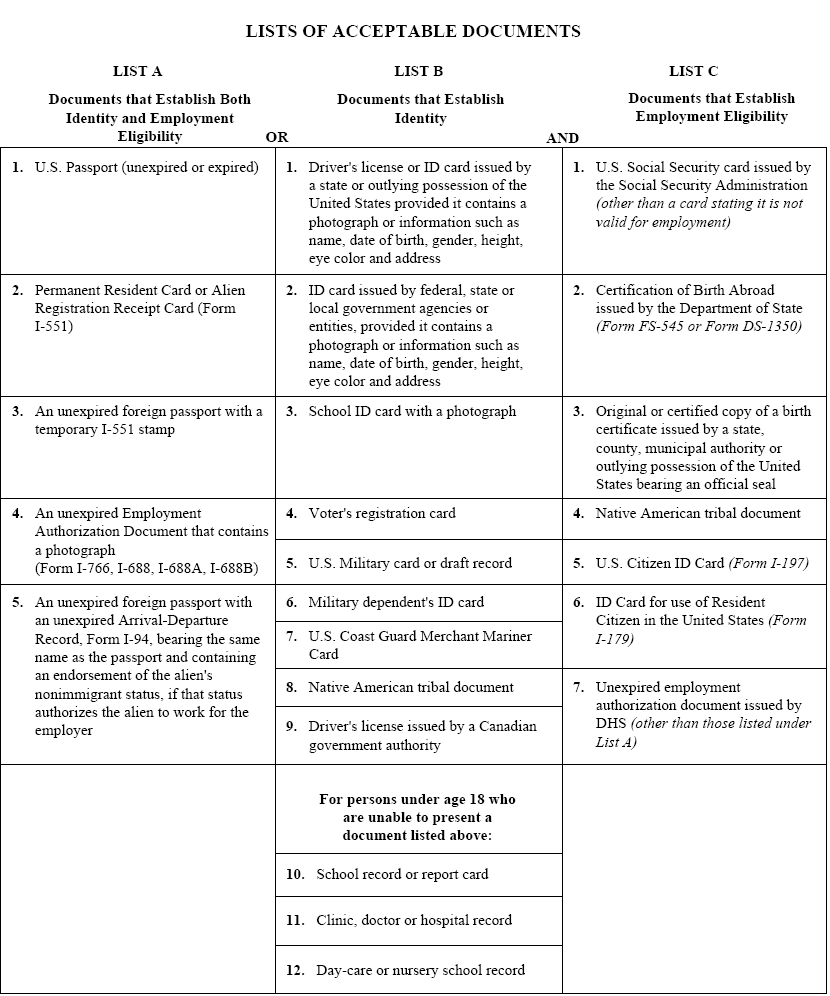 LISTS OF ACCEPTABLE DOCUMENTS
LIST A
Documents that Establish Both
Identity and Employment
Eligibility
OR
LIST B
Documents that Establish
Identity
AND
LIST C
Documents that Establish
Employment Eligibility
1. U.S. Passport (unexpired or expired)
2. Permanent Resident Card or Alien
Registration Receipt Card (Form
I-551)
3. An unexpired foreign passport with a
temporary I-551 stamp
4. An unexpired Employment
Authorization Document that contains
a photograph
(Form I-766, I-688, I-688A, I-688B)
5. An unexpired foreign passport with
an unexpired Arrival-Departure
Record, Form I-94, bearing the same
name as the passport and containing
an endorsement of the alien's
nonimmigrant status, if that status
authorizes the alien to work for the
employer
1. Driver's license or ID card issued by
a state or outlying possession of the
United States provided it contains a
photograph or information such as
name, date of birth, gender, height,
eye color and address
2. ID card issued by federal, state or
local government agencies or
entities, provided it contains a
photograph or information such as
name, date of birth, gender, height,
eye color and address
3. School ID card with a photograph
4. Voter's registration card
5. U.S. Military card or draft record
6. Military dependent's ID card
7. U.S. Coast Guard Merchant Mariner
Card
8. Native American tribal document
9. Driver's license issued by a Canadian
government authority
For persons under age 18 who
are unable to present a
document listed above:
10. School record or report card
11. Clinic, doctor or hospital record
12. Day-care or nursery school record
1. U.S. Social Security card issued by
the Social Security Administration
(other than a card stating it is not
valid for employment)
2. Certification of Birth Abroad
issued by the Department of State
(Form FS-545 or Form DS-1350)
3. Original or certified copy of a birth
certificate issued by a state,
county, municipal authority or
outlying possession of the United
States bearing an official seal
4. Native American tribal document
5. U.S. Citizen ID Card (Form I-197)
6. ID Card for use of Resident
Citizen in the United States (Form
I-179)
7. Unexpired employment
authorization document issued by
DHS (other than those listed under
List A)